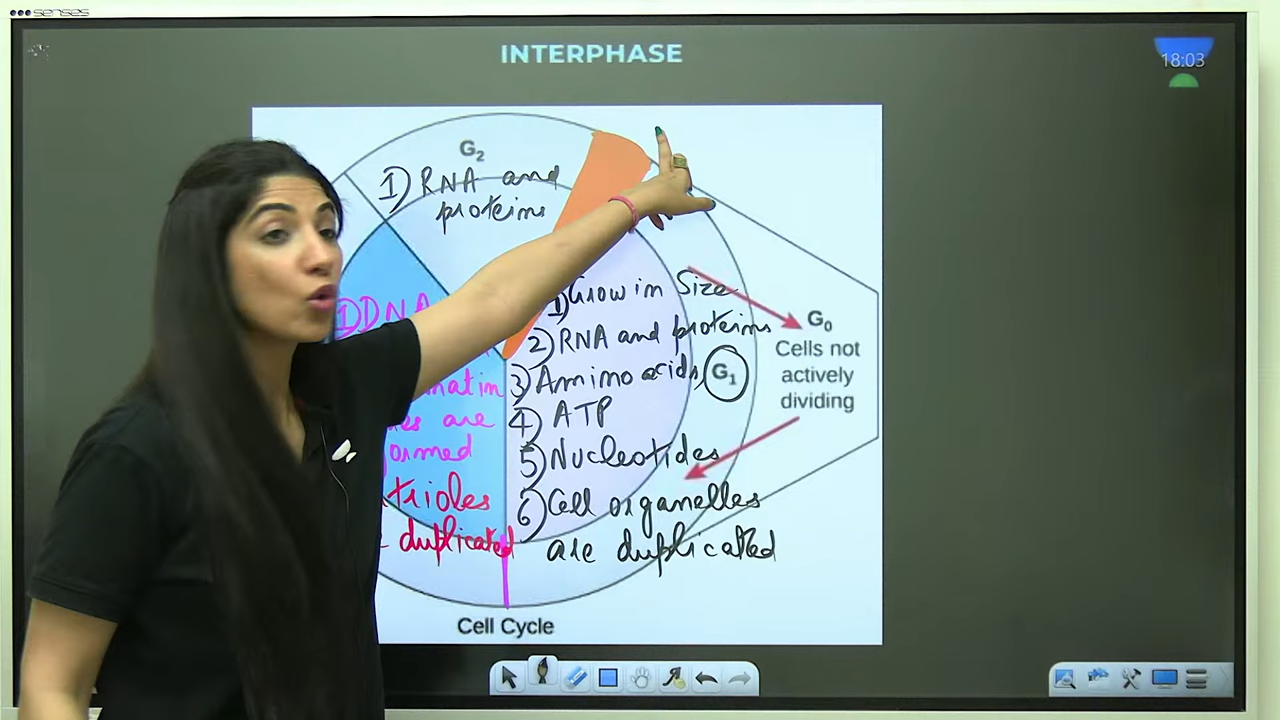 senses
INTERPHASE
18:03
G₂
1) RNA and
proteins
1) DNA
are
formed
duplicated
1) Grow in Size
2) RNA and proteins
3) Amino acids
4) ATP
5) Nucleotides
6) Cell organelles
are duplicated
G₁
G₀
Cells not
actively
dividing
Cell Cycle